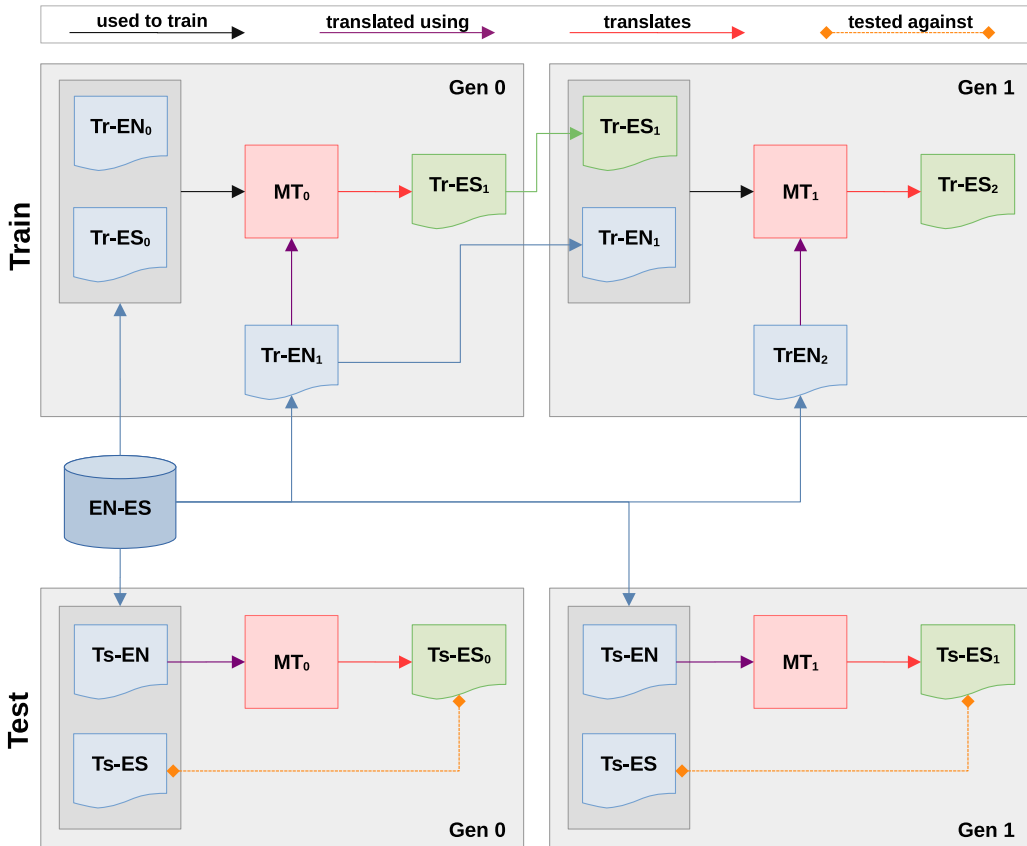 used to train
translated using
translates
tested against
Train
Gen 0
Tr-EN₀
Tr-ES₀
MT₀
Tr-ES₁
Tr-EN₁
Gen 1
Tr-ES₁
Tr-EN₁
MT₁
Tr-ES₂
TrEN₂
EN-ES
Test
Ts-EN
MT₀
Ts-ES₀
Ts-ES
Gen 0
Ts-EN
MT₁
Ts-ES₁
Ts-ES
Gen 1